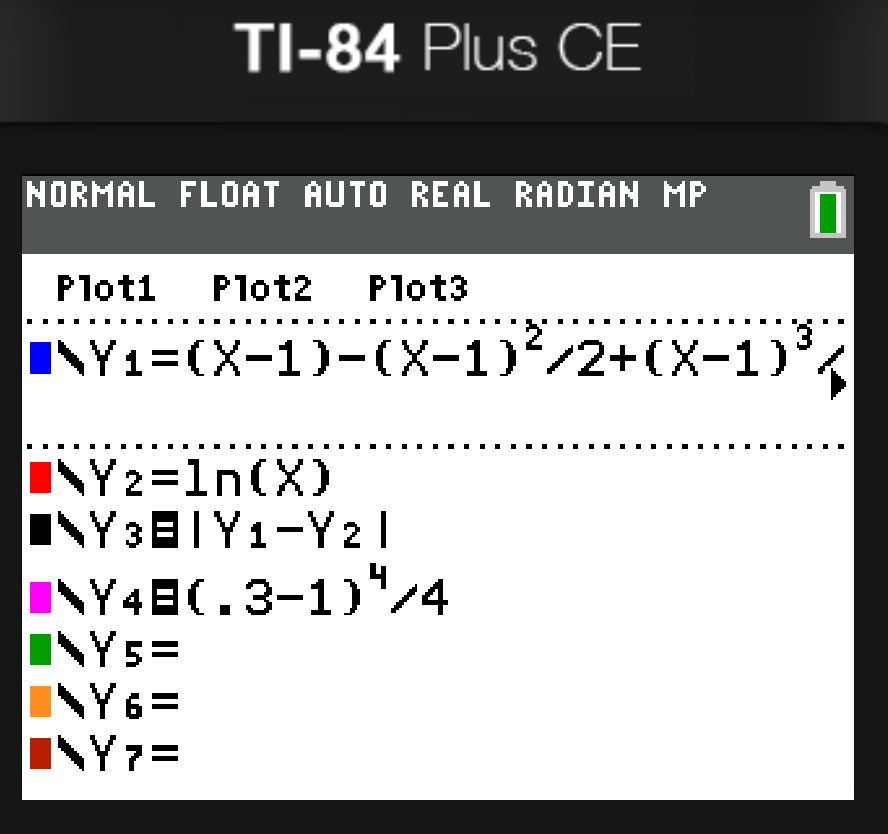 TI-84 Plus CE
NORMAL FLOAT AUTO REAL RADIAN MP
Plot1 Plot2 Plot3
\Y₁=(X-1)-(X-1)²/2+(X-1)³/
\Y₂=ln(X)
\Y₃=|Y₁-Y₂|
\Y₄=(.3-1)⁴/4
\Y₅=
\Y₆=
\Y₇=